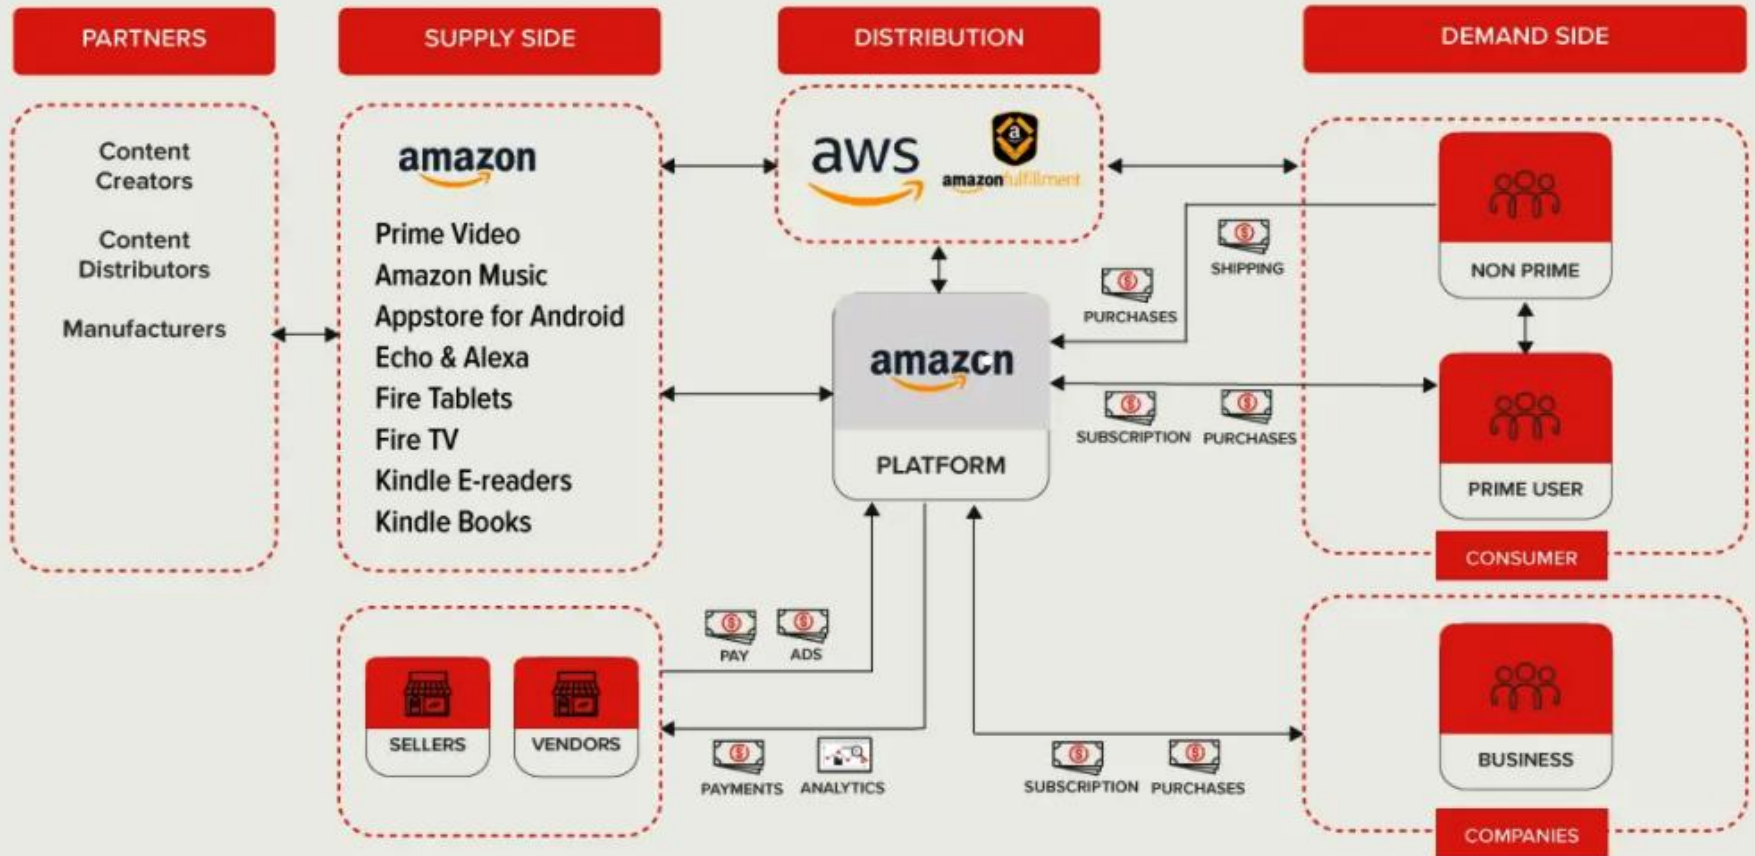 PARTNERS
SUPPLY SIDE
DISTRIBUTION
DEMAND SIDE
Content
Creators
Content
Distributors
Manufacturers
amazon
Prime Video
Amazon Music
Appstore for Android
Echo & Alexa
Fire Tablets
Fire TV
Kindle E-readers
Kindle Books
aws
a
amazonfulfillment
amazon
PLATFORM
SHIPPING
PURCHASES
SUBSCRIPTION PURCHASES
NON PRIME
PRIME USER
CONSUMER
SELLERS
VENDORS
PAY ADS
PAYMENTS ANALYTICS
SUBSCRIPTION PURCHASES
BUSINESS
COMPANIES